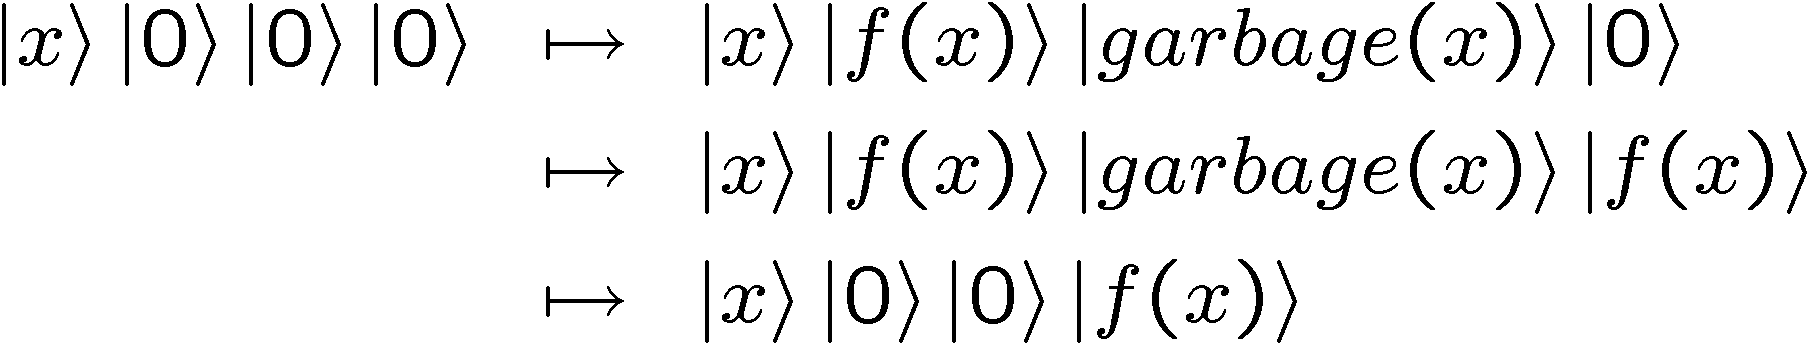 |x⟩ |0⟩ |0⟩ |0⟩ ↦ |x⟩ |f(x)⟩ |garbage(x)⟩ |0⟩
↦ |x⟩ |f(x)⟩ |garbage(x)⟩ |f(x)⟩
↦ |x⟩ |0⟩ |0⟩ |f(x)⟩